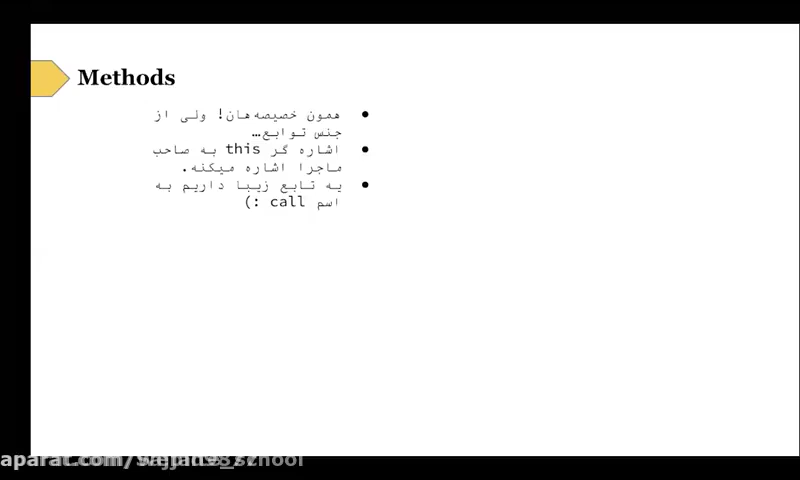 Methods
همون خصیصه‌هان! ولی از
جنس توابع…
اشاره گر this به صاحب
ماجرا اشاره میکنه.
یه تابع زیبا داریم به
اسم call :)
aparat.com/